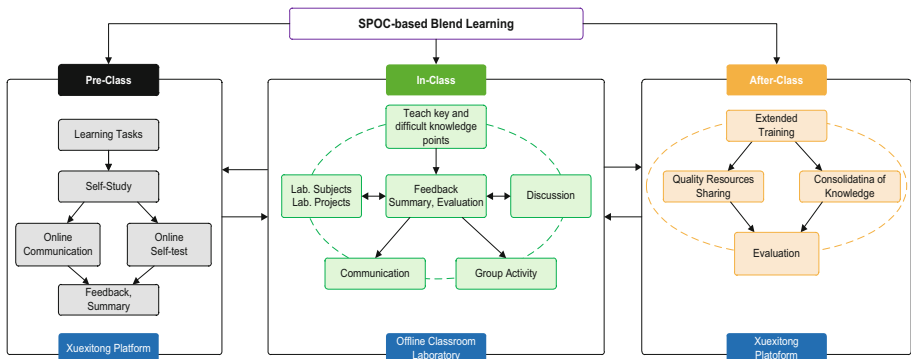 SPOC-based Blend Learning
Pre-Class
Learning Tasks
Self-Study
Online
Communication
Online
Self-test
Feedback,
Summary
Xuexitong Platform
In-Class
Teach key and
difficult knowledge
points
Lab. Subjects
Lab. Projects
Feedback
Summary, Evaluation
Discussion
Communication
Group Activity
Offline Classroom
Laboratory
After-Class
Extended
Training
Quality Resources
Sharing
Consolidatina of
Knowledge
Evaluation
Xuexitong
Platoform